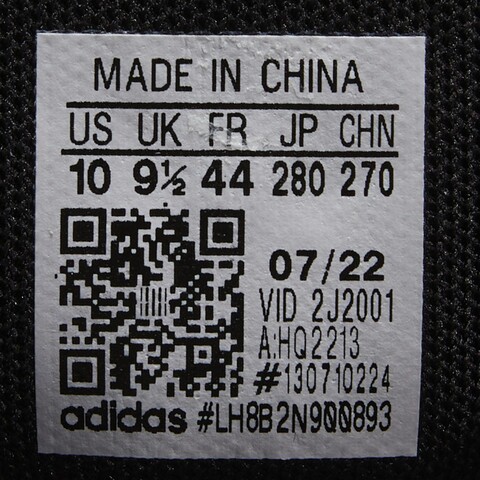 MADE IN CHINA
US UK FR JP CHN
10 9½ 44 280 270
07/22
VID 2J2001
A:HQ2213
#130710224
adidas #LH8B2N900893